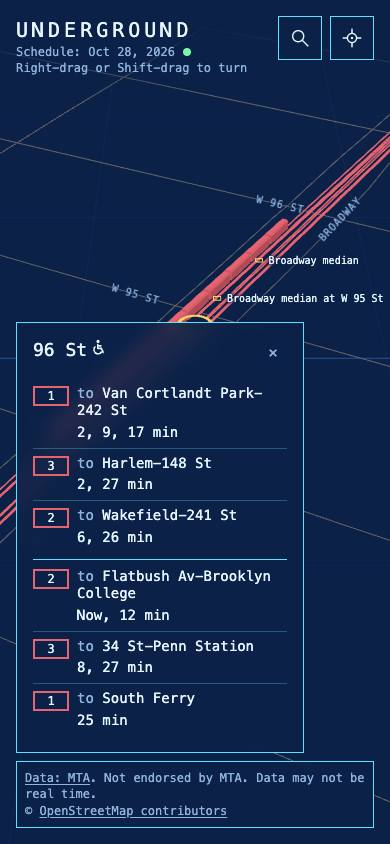 UNDERGROUND
Schedule: Oct 28, 2026
Right-drag or Shift-drag to turn
W 96 ST
BROADWAY
Broadway median
W 95 ST
Broadway median at W 95 St
96 St
×
1 to Van Cortlandt Park–
242 St
2, 9, 17 min
3 to Harlem–148 St
2, 27 min
2 to Wakefield–241 St
6, 26 min
2 to Flatbush Av–Brooklyn
College
Now, 12 min
3 to 34 St–Penn Station
8, 27 min
1 to South Ferry
25 min
Data: MTA. Not endorsed by MTA. Data may not be
real time.
© OpenStreetMap contributors